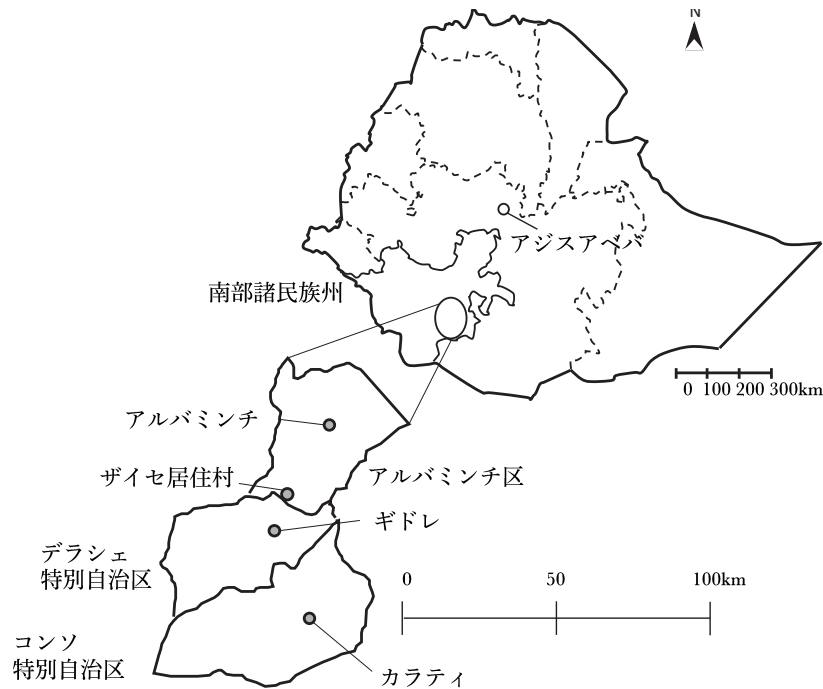 N
アジスアベバ
南部諸民族州
0 100 200 300km
アルバミンチ
ザイセ居住村
アルバミンチ区
ギドレ
デラシェ
特別自治区
0 50 100km
コンソ
特別自治区
カラティ